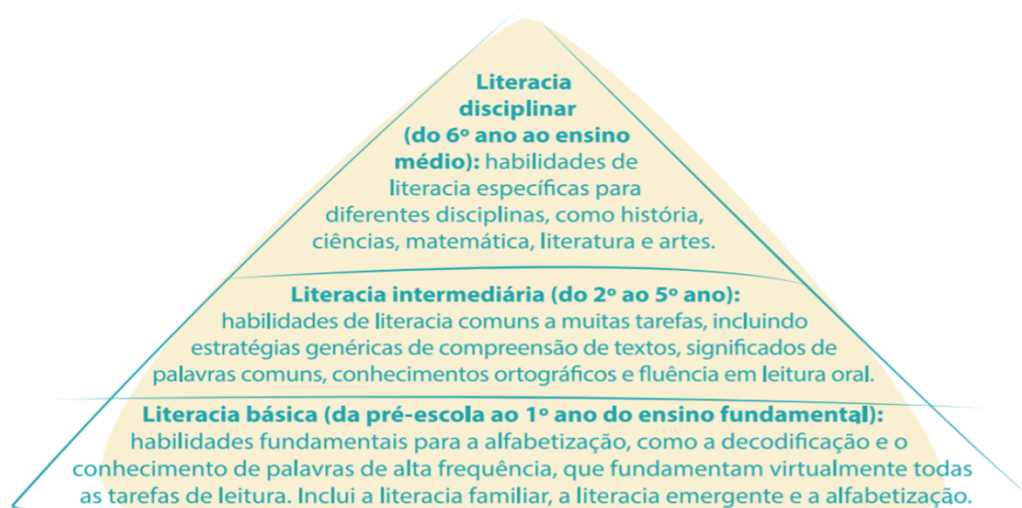 Literacia
disciplinar
(do 6º ano ao ensino
médio): habilidades de
literacia específicas para
diferentes disciplinas, como história,
ciências, matemática, literatura e artes.
Literacia intermediária (do 2º ao 5º ano):
habilidades de literacia comuns a muitas tarefas, incluindo
estratégias genéricas de compreensão de textos, significados de
palavras comuns, conhecimentos ortográficos e fluência em leitura oral.
Literacia básica (da pré-escola ao 1º ano do ensino fundamental):
habilidades fundamentais para a alfabetização, como a decodificação e o
conhecimento de palavras de alta frequência, que fundamentam virtualmente todas
as tarefas de leitura. Inclui a literacia familiar, a literacia emergente e a alfabetização.